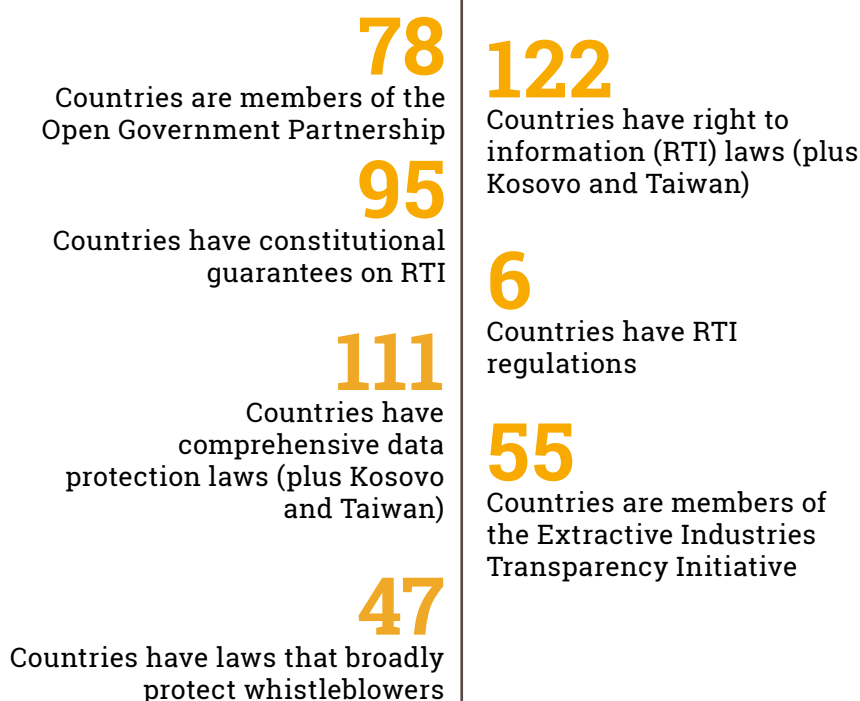 78
Countries are members of the
Open Government Partnership
95
Countries have constitutional
guarantees on RTI
111
Countries have
comprehensive data
protection laws (plus Kosovo
and Taiwan)
47
Countries have laws that broadly
protect whistleblowers
122
Countries have right to
information (RTI) laws (plus
Kosovo and Taiwan)
6
Countries have RTI
regulations
55
Countries are members of
the Extractive Industries
Transparency Initiative